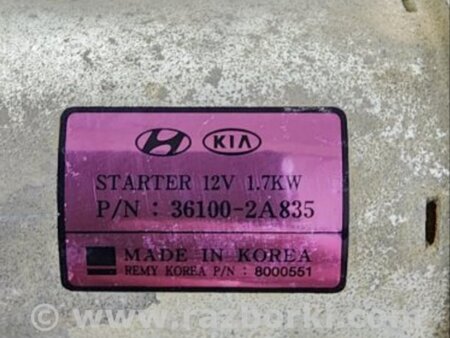 KIA
STARTER 12V 1.7KW
P/N : 36100-2A835
MADE IN KOREA
REMY KOREA P/N : 8000551
© www.razborki.com